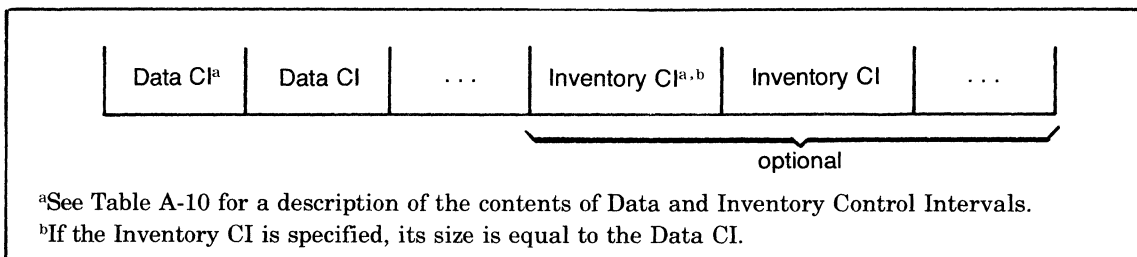 Data CIᵃ Data CI ... Inventory CIᵃ,ᵇ Inventory CI ...
optional
ᵃSee Table A-10 for a description of the contents of Data and Inventory Control Intervals.
ᵇIf the Inventory CI is specified, its size is equal to the Data CI.